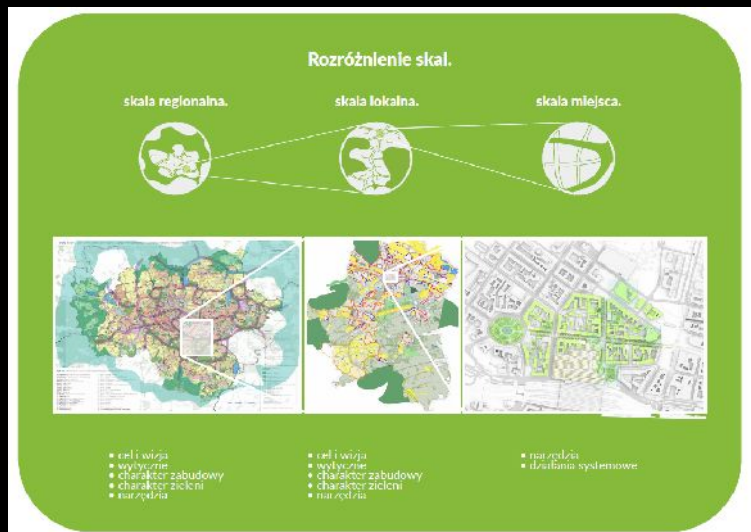 Rozróżnienie skal.
skala regionalna.
skala lokalna.
skala miejsca.
• cel i wizja
• wytyczne
• charakter zabudowy
• charakter zieleni
• narzędzia
• cel i wizja
• wytyczne
• charakter zabudowy
• charakter zieleni
• narzędzia
• narzędzia
• działania systemowe